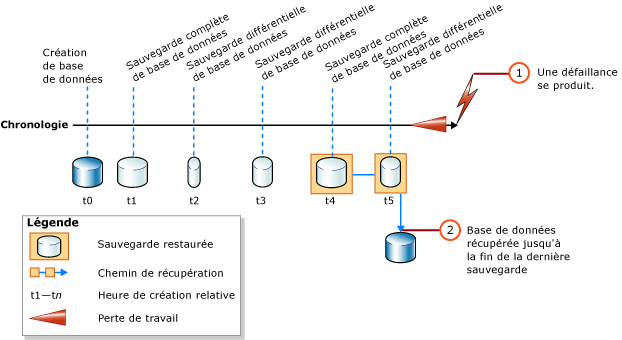 Création
de base
de données
Sauvegarde complète
de base de données
Sauvegarde différentielle
de base de données
Sauvegarde différentielle
de base de données
Sauvegarde complète
de base de données
Sauvegarde différentielle
de base de données
1
Une défaillance
se produit.
Chronologie
t0
t1
t2
t3
t4
t5
2
Base de données
récupérée jusqu'à
la fin de la dernière
sauvegarde
Légende
Sauvegarde restaurée
Chemin de récupération
t1—tn
Heure de création relative
Perte de travail